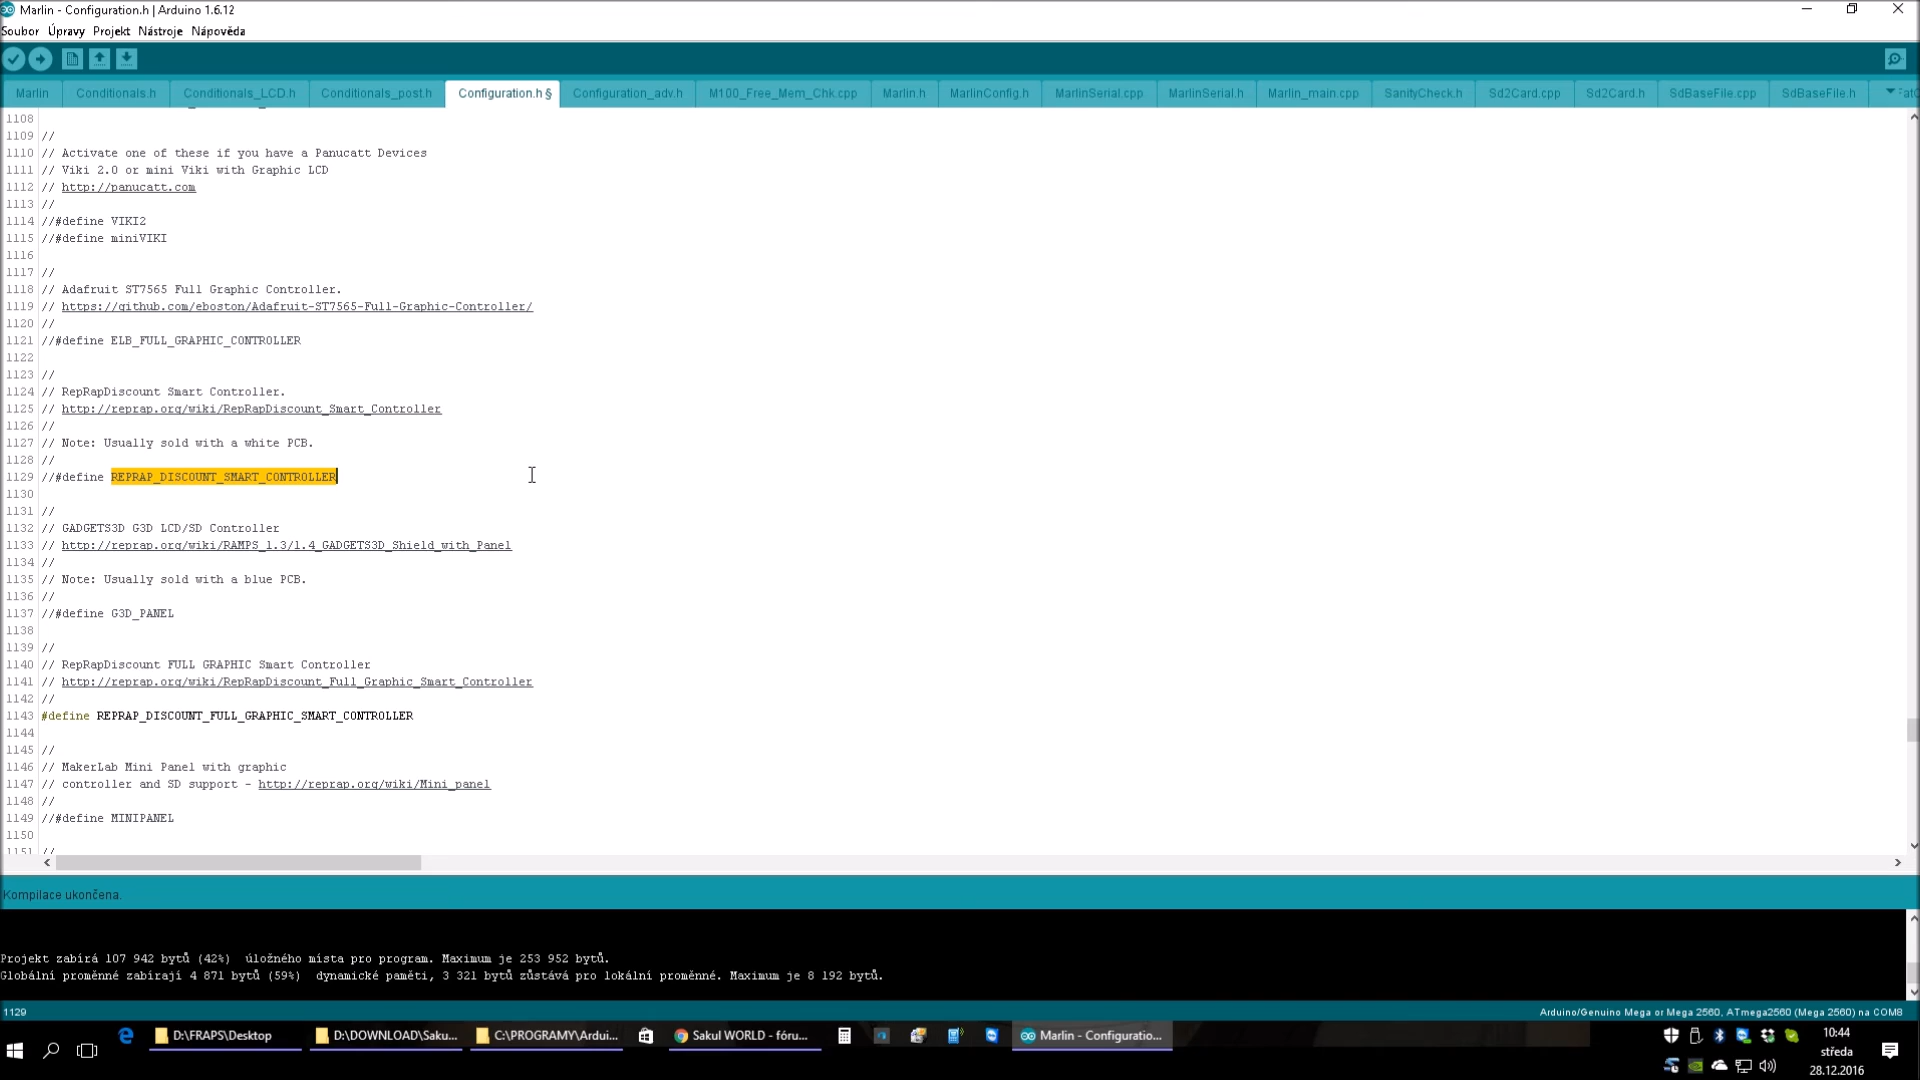 Marlin - Configuration.h | Arduino 1.6.12
Soubor Úpravy Projekt Nástroje Nápověda
Marlin Conditionals.h Conditionals_LCD.h Conditionals_post.h Configuration.h § Configuration_adv.h M100_Free_Mem_Chk.cpp Marlin.h MarlinConfig.h MarlinSerial.cpp MarlinSerial.h Marlin_main.cpp SanityCheck.h Sd2Card.cpp Sd2Card.h SdBaseFile.cpp SdBaseFile.h
1108
1109 //
1110 // Activate one of these if you have a Panucatt Devices
1111 // Viki 2.0 or mini Viki with Graphic LCD
1112 // http://panucatt.com
1113 //
1114 //#define VIKI2
1115 //#define miniVIKI
1116
1117 //
1118 // Adafruit ST7565 Full Graphic Controller.
1119 // https://github.com/eboston/Adafruit-ST7565-Full-Graphic-Controller/
1120 //
1121 //#define ELB_FULL_GRAPHIC_CONTROLLER
1122
1123 //
1124 // RepRapDiscount Smart Controller.
1125 // http://reprap.org/wiki/RepRapDiscount_Smart_Controller
1126 //
1127 // Note: Usually sold with a white PCB.
1128 //
1129 //#define REPRAP_DISCOUNT_SMART_CONTROLLER
1130
1131 //
1132 // GADGETS3D G3D LCD/SD Controller
1133 // http://reprap.org/wiki/RAMPS_1.3/1.4_GADGETS3D_Shield_with_Panel
1134 //
1135 // Note: Usually sold with a blue PCB.
1136 //
1137 //#define G3D_PANEL
1138
1139 //
1140 // RepRapDiscount FULL GRAPHIC Smart Controller
1141 // http://reprap.org/wiki/RepRapDiscount_Full_Graphic_Smart_Controller
1142 //
1143 #define REPRAP_DISCOUNT_FULL_GRAPHIC_SMART_CONTROLLER
1144
1145 //
1146 // MakerLab Mini Panel with graphic
1147 // controller and SD support - http://reprap.org/wiki/Mini_panel
1148 //
1149 //#define MINIPANEL
1150
1151 //
Kompilace ukončena.
Projekt zabírá 107 942 bytů (42%) úložného místa pro program. Maximum je 253 952 bytů.
Globální proměnné zabírají 4 871 bytů (59%) dynamické paměti, 3 321 bytů zůstává pro lokální proměnné. Maximum je 8 192 bytů.
1129 Arduino/Genuino Mega or Mega 2560, ATmega2560 (Mega 2560) na COM8
D:\FRAPS\Desktop D:\DOWNLOAD\Saku... C:\PROGRAMY\Ardui... Sakul WORLD - fóru... Marlin - Configuratio...
10:44
středa
28.12.2016